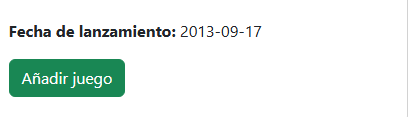 Fecha de lanzamiento: 2013-09-17
Añadir juego